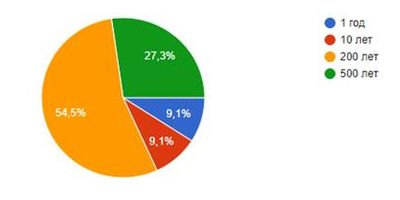 1 год
10 лет
200 лет
500 лет
27,3%
54,5%
9,1%
9,1%